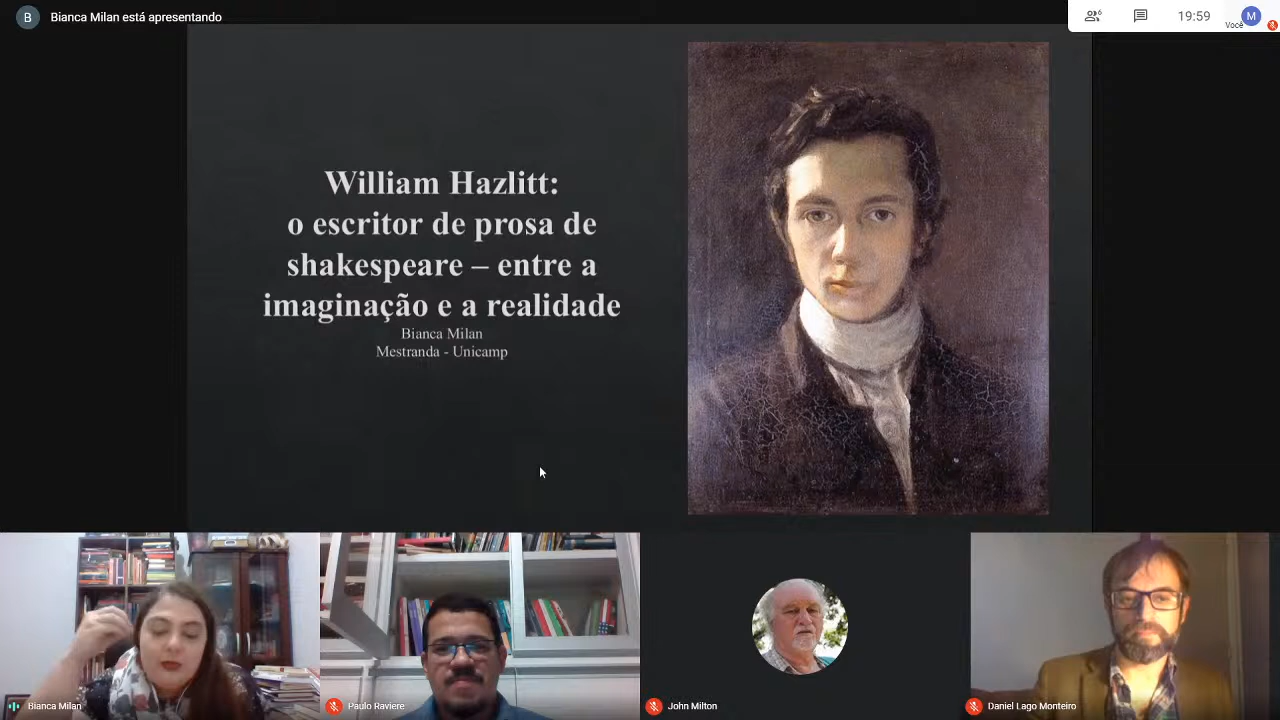 B
Bianca Milan está apresentando
6
19:59
M
Você
William Hazlitt:
o escritor de prosa de
shakespeare – entre a
imaginação e a realidade
Bianca Milan
Mestranda - Unicamp
Bianca Milan
Paulo Raviere
John Milton
Daniel Lago Monteiro